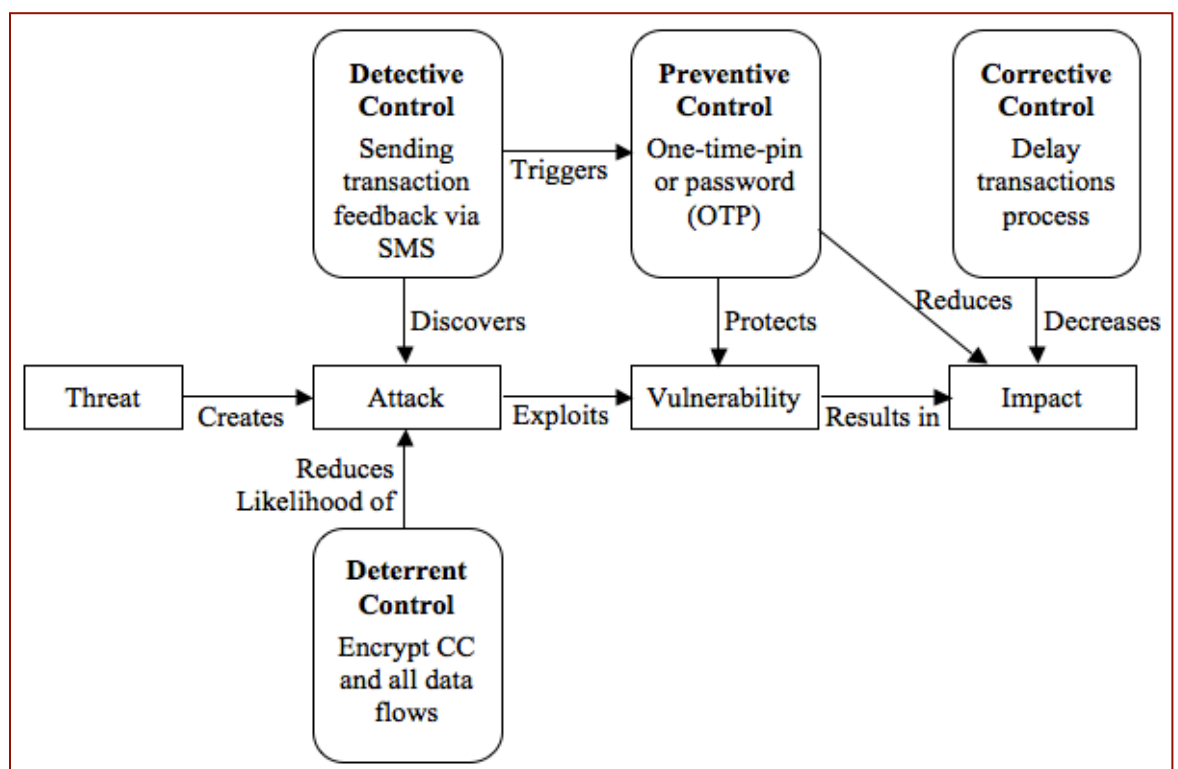 Detective
Control
Sending
transaction
feedback via
SMS
Triggers
Preventive
Control
One-time-pin
or password
(OTP)
Corrective
Control
Delay
transactions
process
Discovers
Protects
Reduces
Decreases
Threat
Creates
Attack
Exploits
Vulnerability
Results in
Impact
Reduces
Likelihood of
Deterrent
Control
Encrypt CC
and all data
flows